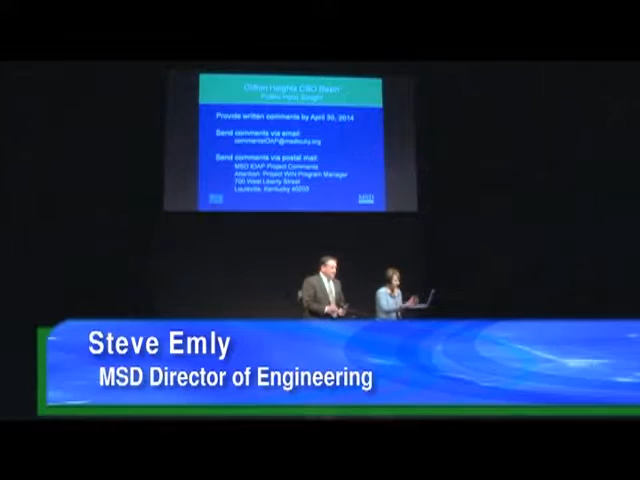 Clifton Heights CSO Basin
Public Input Sought
Provide written comments by April 30, 2014
Send comments via email:
Send comments via postal mail:
MSD IOAP Project Comments
Attention: Project WIN Program Manager
700 West Liberty Street
Louisville, Kentucky 40203
MSD
Steve Emly
MSD Director of Engineering